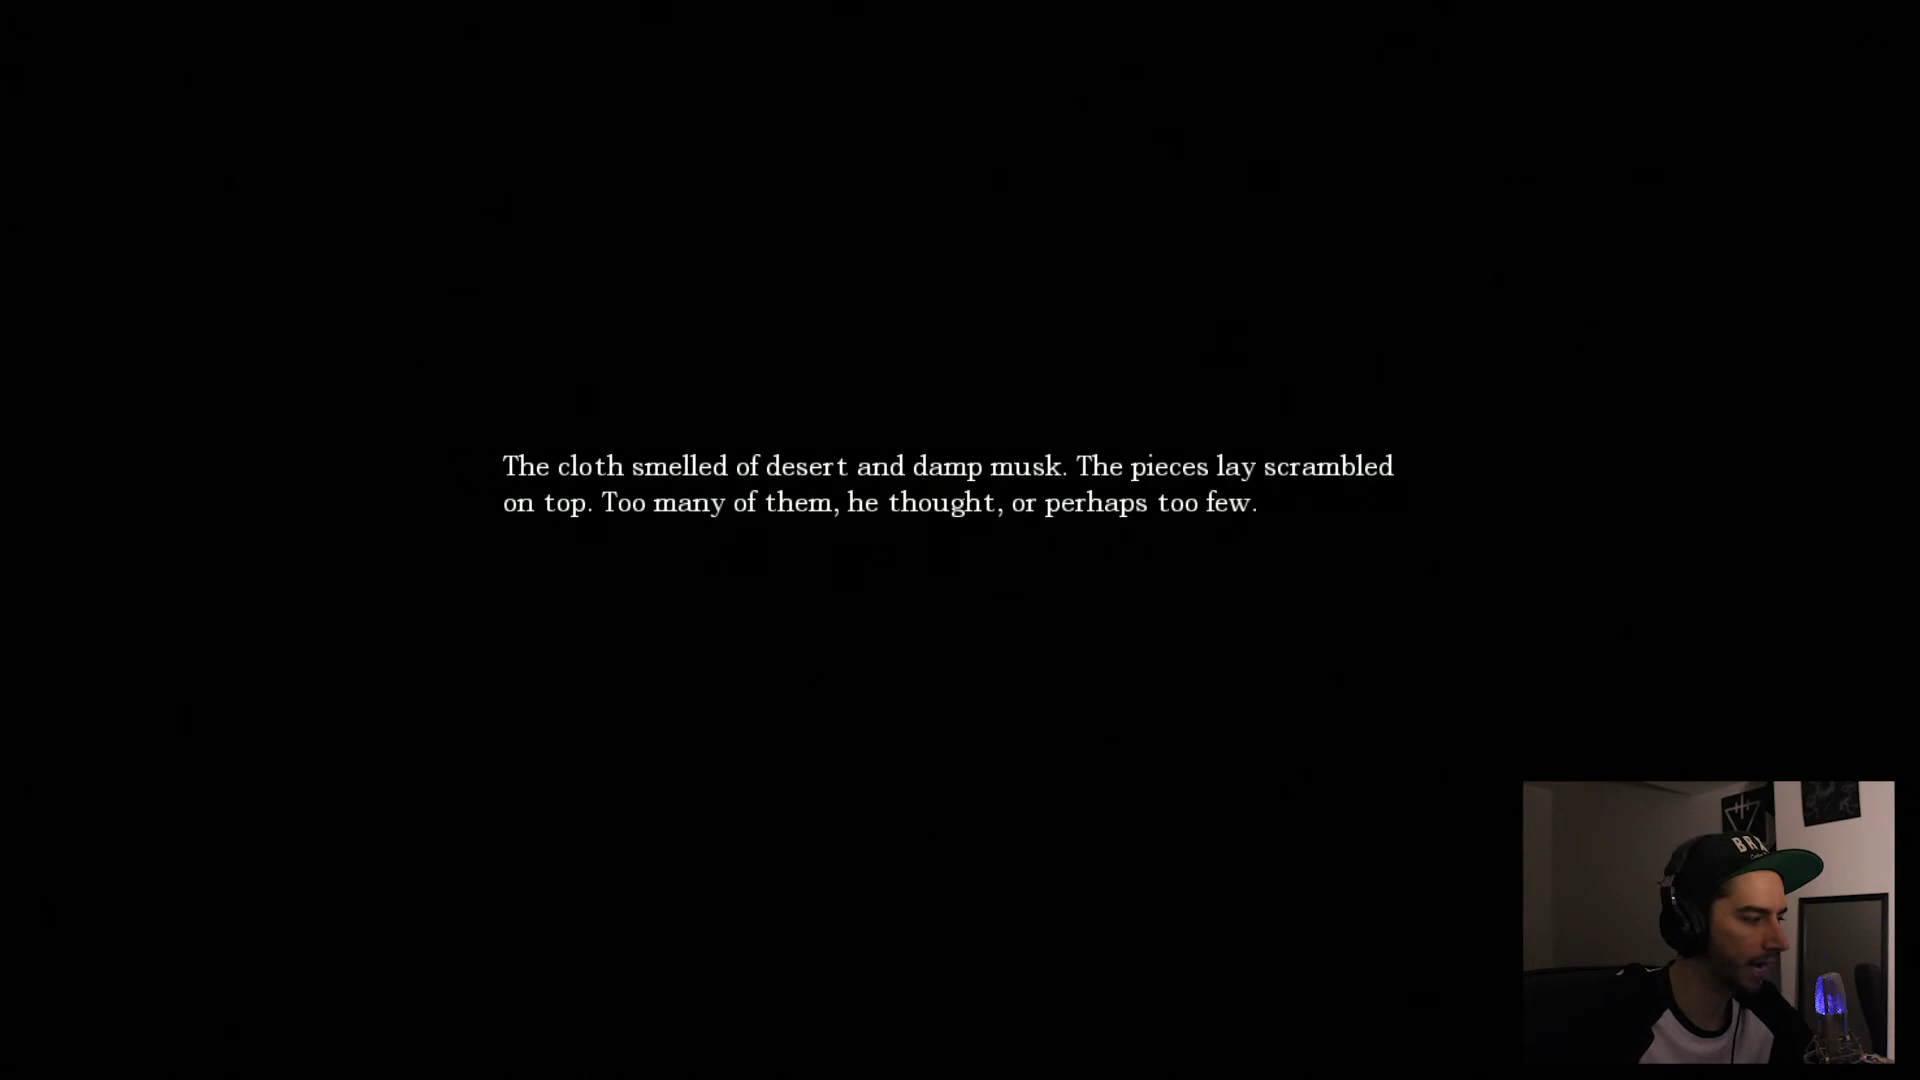 The cloth smelled of desert and damp musk. The pieces lay scrambled
on top. Too many of them, he thought, or perhaps too few.